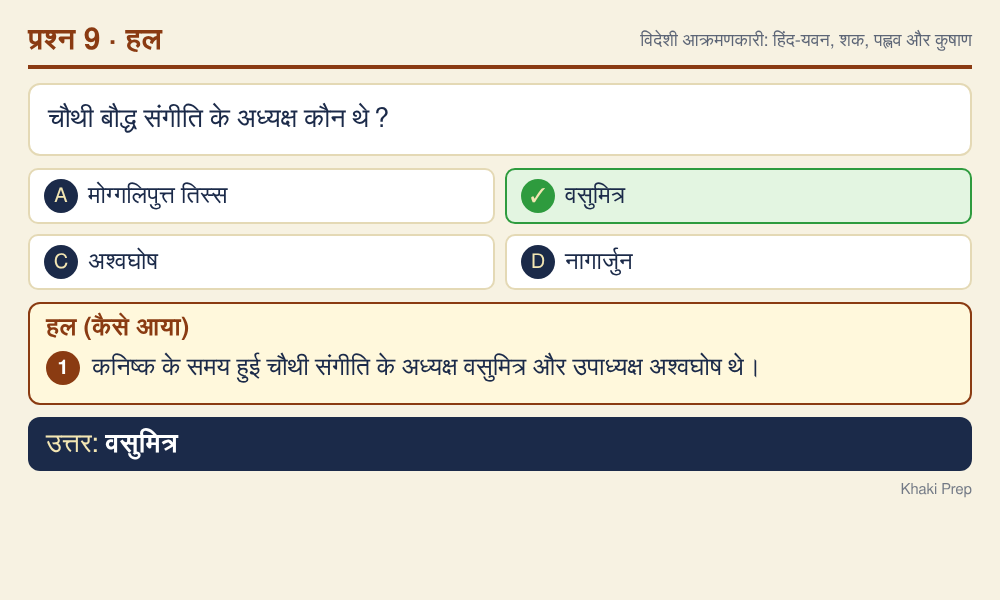 प्रश्न 9 · हल
विदेशी आक्रमणकारी: हिंद-यवन, शक, पह्लव और कुषाण
चौथी बौद्ध संगीति के अध्यक्ष कौन थे ?
A मोग्गलिपुत्त तिस्स
✓ वसुमित्र
C अश्वघोष
D नागार्जुन
हल (कैसे आया)
1 कनिष्क के समय हुई चौथी संगीति के अध्यक्ष वसुमित्र और उपाध्यक्ष अश्वघोष थे।
उत्तर: वसुमित्र
Khaki Prep